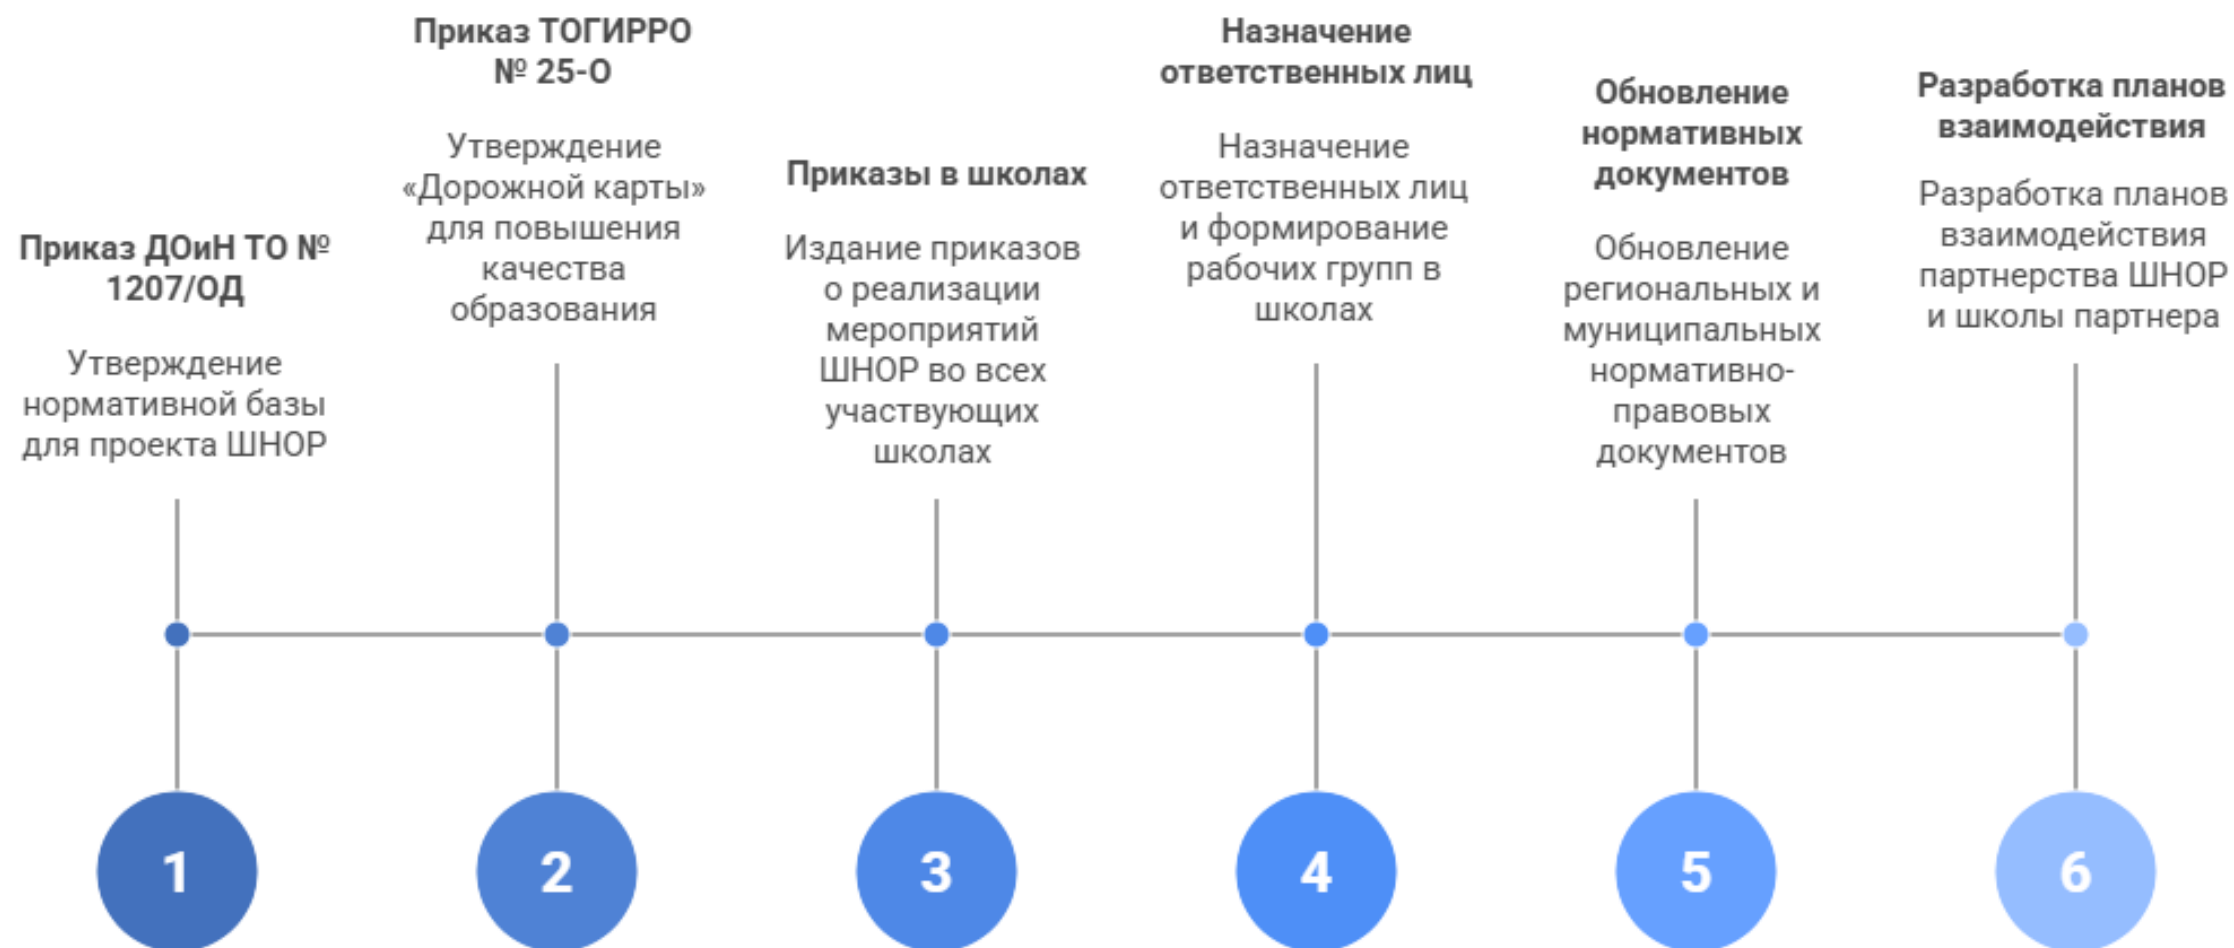 Приказ ДОиН ТО №
1207/ОД
Утверждение
нормативной базы
для проекта ШНОР
Приказ ТОГИРРО
№ 25-О
Утверждение
«Дорожной карты»
для повышения
качества
образования
Приказы в школах
Издание приказов
о реализации
мероприятий
ШНОР во всех
участвующих
школах
Назначение
ответственных лиц
Назначение
ответственных лиц
и формирование
рабочих групп в
школах
Обновление
нормативных
документов
Обновление
региональных и
муниципальных
нормативно-
правовых
документов
Разработка планов
взаимодействия
Разработка планов
взаимодействия
партнерства ШНОР
и школы партнера
1
2
3
4
5
6